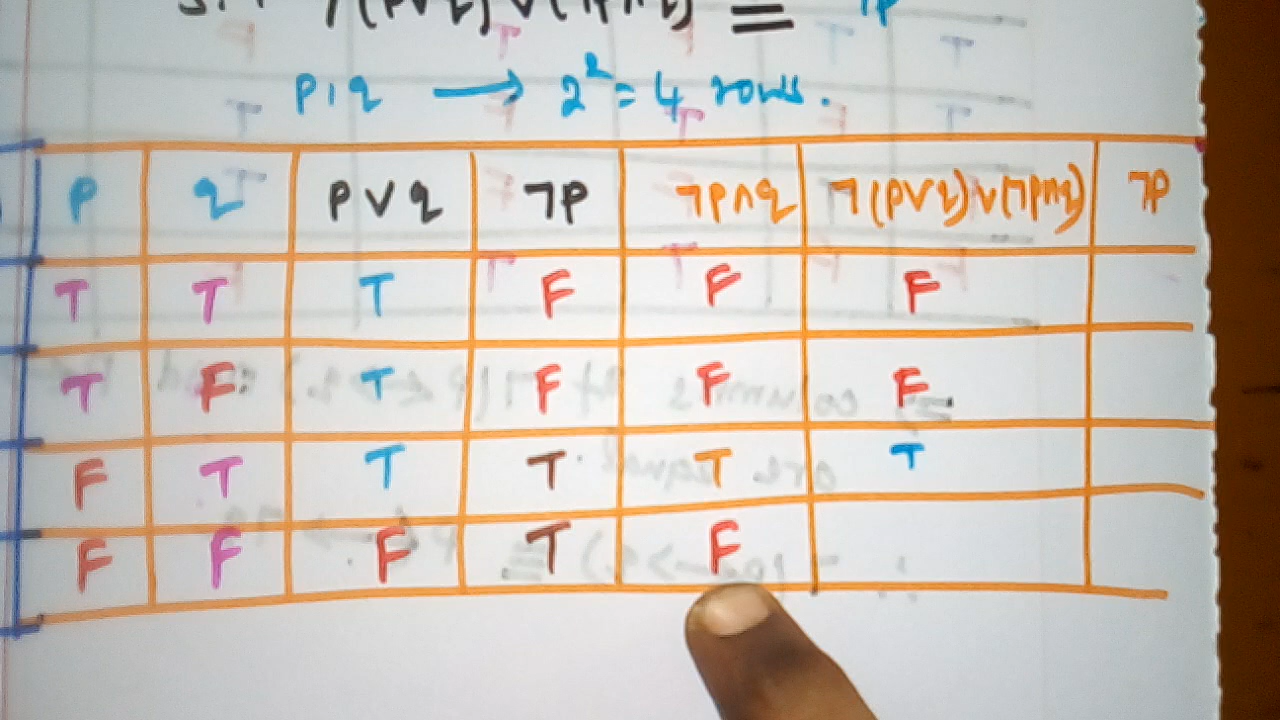 S.T ¬(p∨q)∨(¬p∧q) ≡ ¬p
p,q → 2² = 4 rows.
p q p∨q ¬p ¬p∧q ¬(p∨q)∨(¬p∧q) ¬p
T T T F F F
T F T F F F
F T T T T T
F F F T F